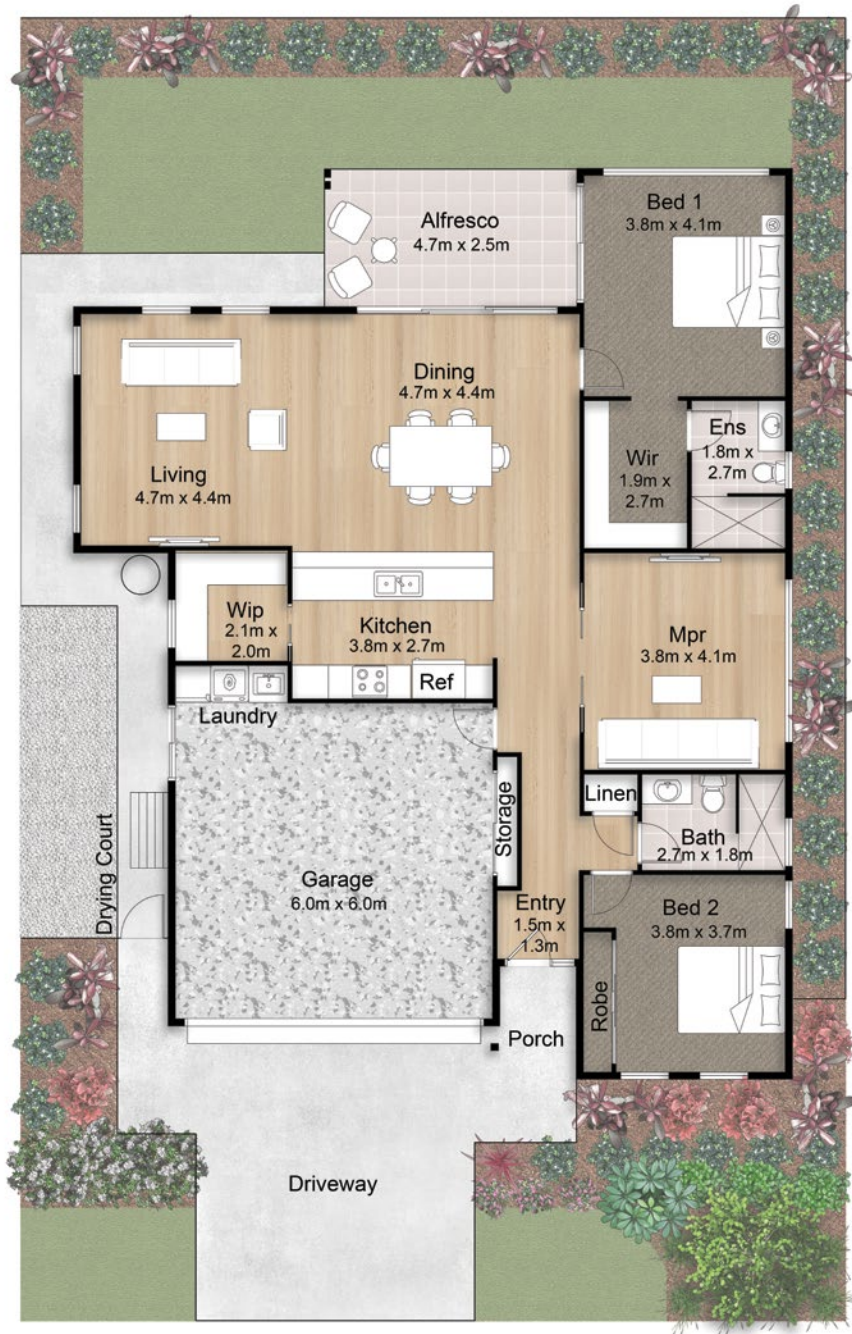 Alfresco
4.7m x 2.5m
Bed 1
3.8m x 4.1m
Dining
4.7m x 4.4m
Living
4.7m x 4.4m
Wir
1.9m x
2.7m
Ens
1.8m x
2.7m
Wip
2.1m x
2.0m
Kitchen
3.8m x 2.7m
Ref
Mpr
3.8m x 4.1m
Laundry
Linen
Storage
Bath
2.7m x 1.8m
Garage
6.0m x 6.0m
Drying Court
Entry
1.5m x
1.3m
Bed 2
3.8m x 3.7m
Robe
Porch
Driveway